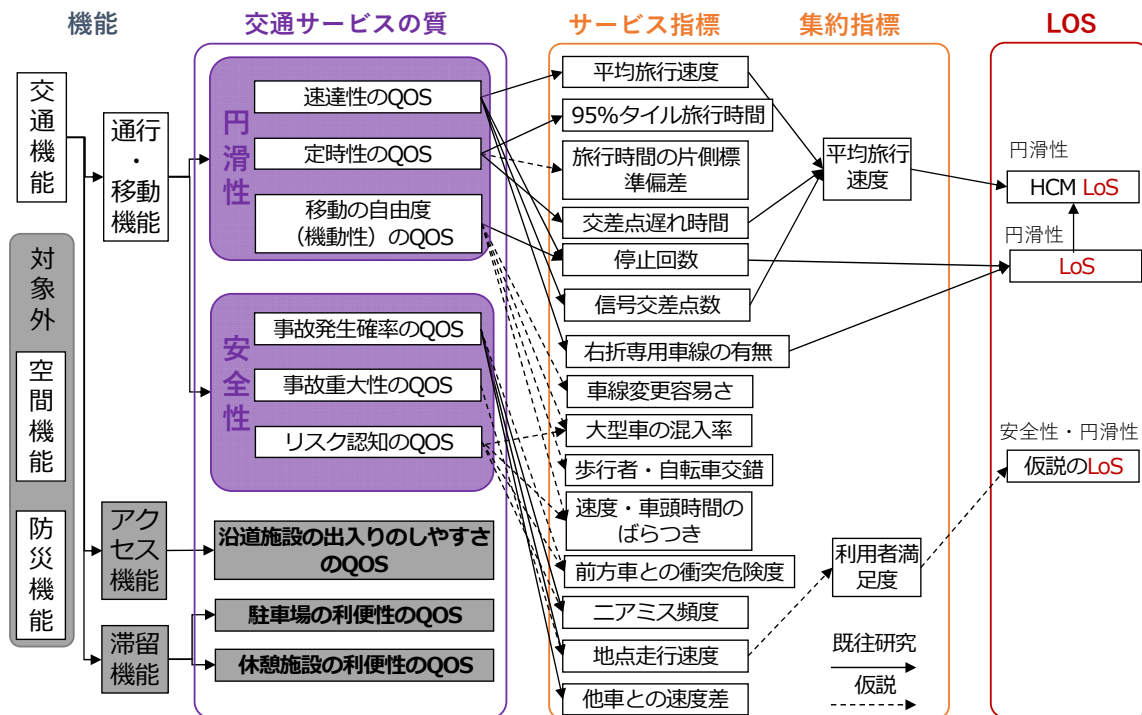 機能
交通サービスの質
サービス指標
集約指標
LOS
交通機能
通行・移動機能
対象外
空間機能
防災機能
アク
セス
機能
滞留
機能
円滑性
速達性のQOS
定時性のQOS
移動の自由度
（機動性）のQOS
安全性
事故発生確率のQOS
事故重大性のQOS
リスク認知のQOS
沿道施設の出入りのしやすさ
のQOS
駐車場の利便性のQOS
休憩施設の利便性のQOS
平均旅行速度
95%タイル旅行時間
旅行時間の片側標
準偏差
交差点遅れ時間
停止回数
信号交差点数
右折専用車線の有無
車線変更容易さ
大型車の混入率
歩行者・自転車交錯
速度・車頭時間の
ばらつき
前方車との衝突危険度
ニアミス頻度
地点走行速度
他車との速度差
平均旅行
速度
利用者満
足度
既往研究
仮説
円滑性
HCM LoS
円滑性
LoS
安全性・円滑性
仮説のLoS